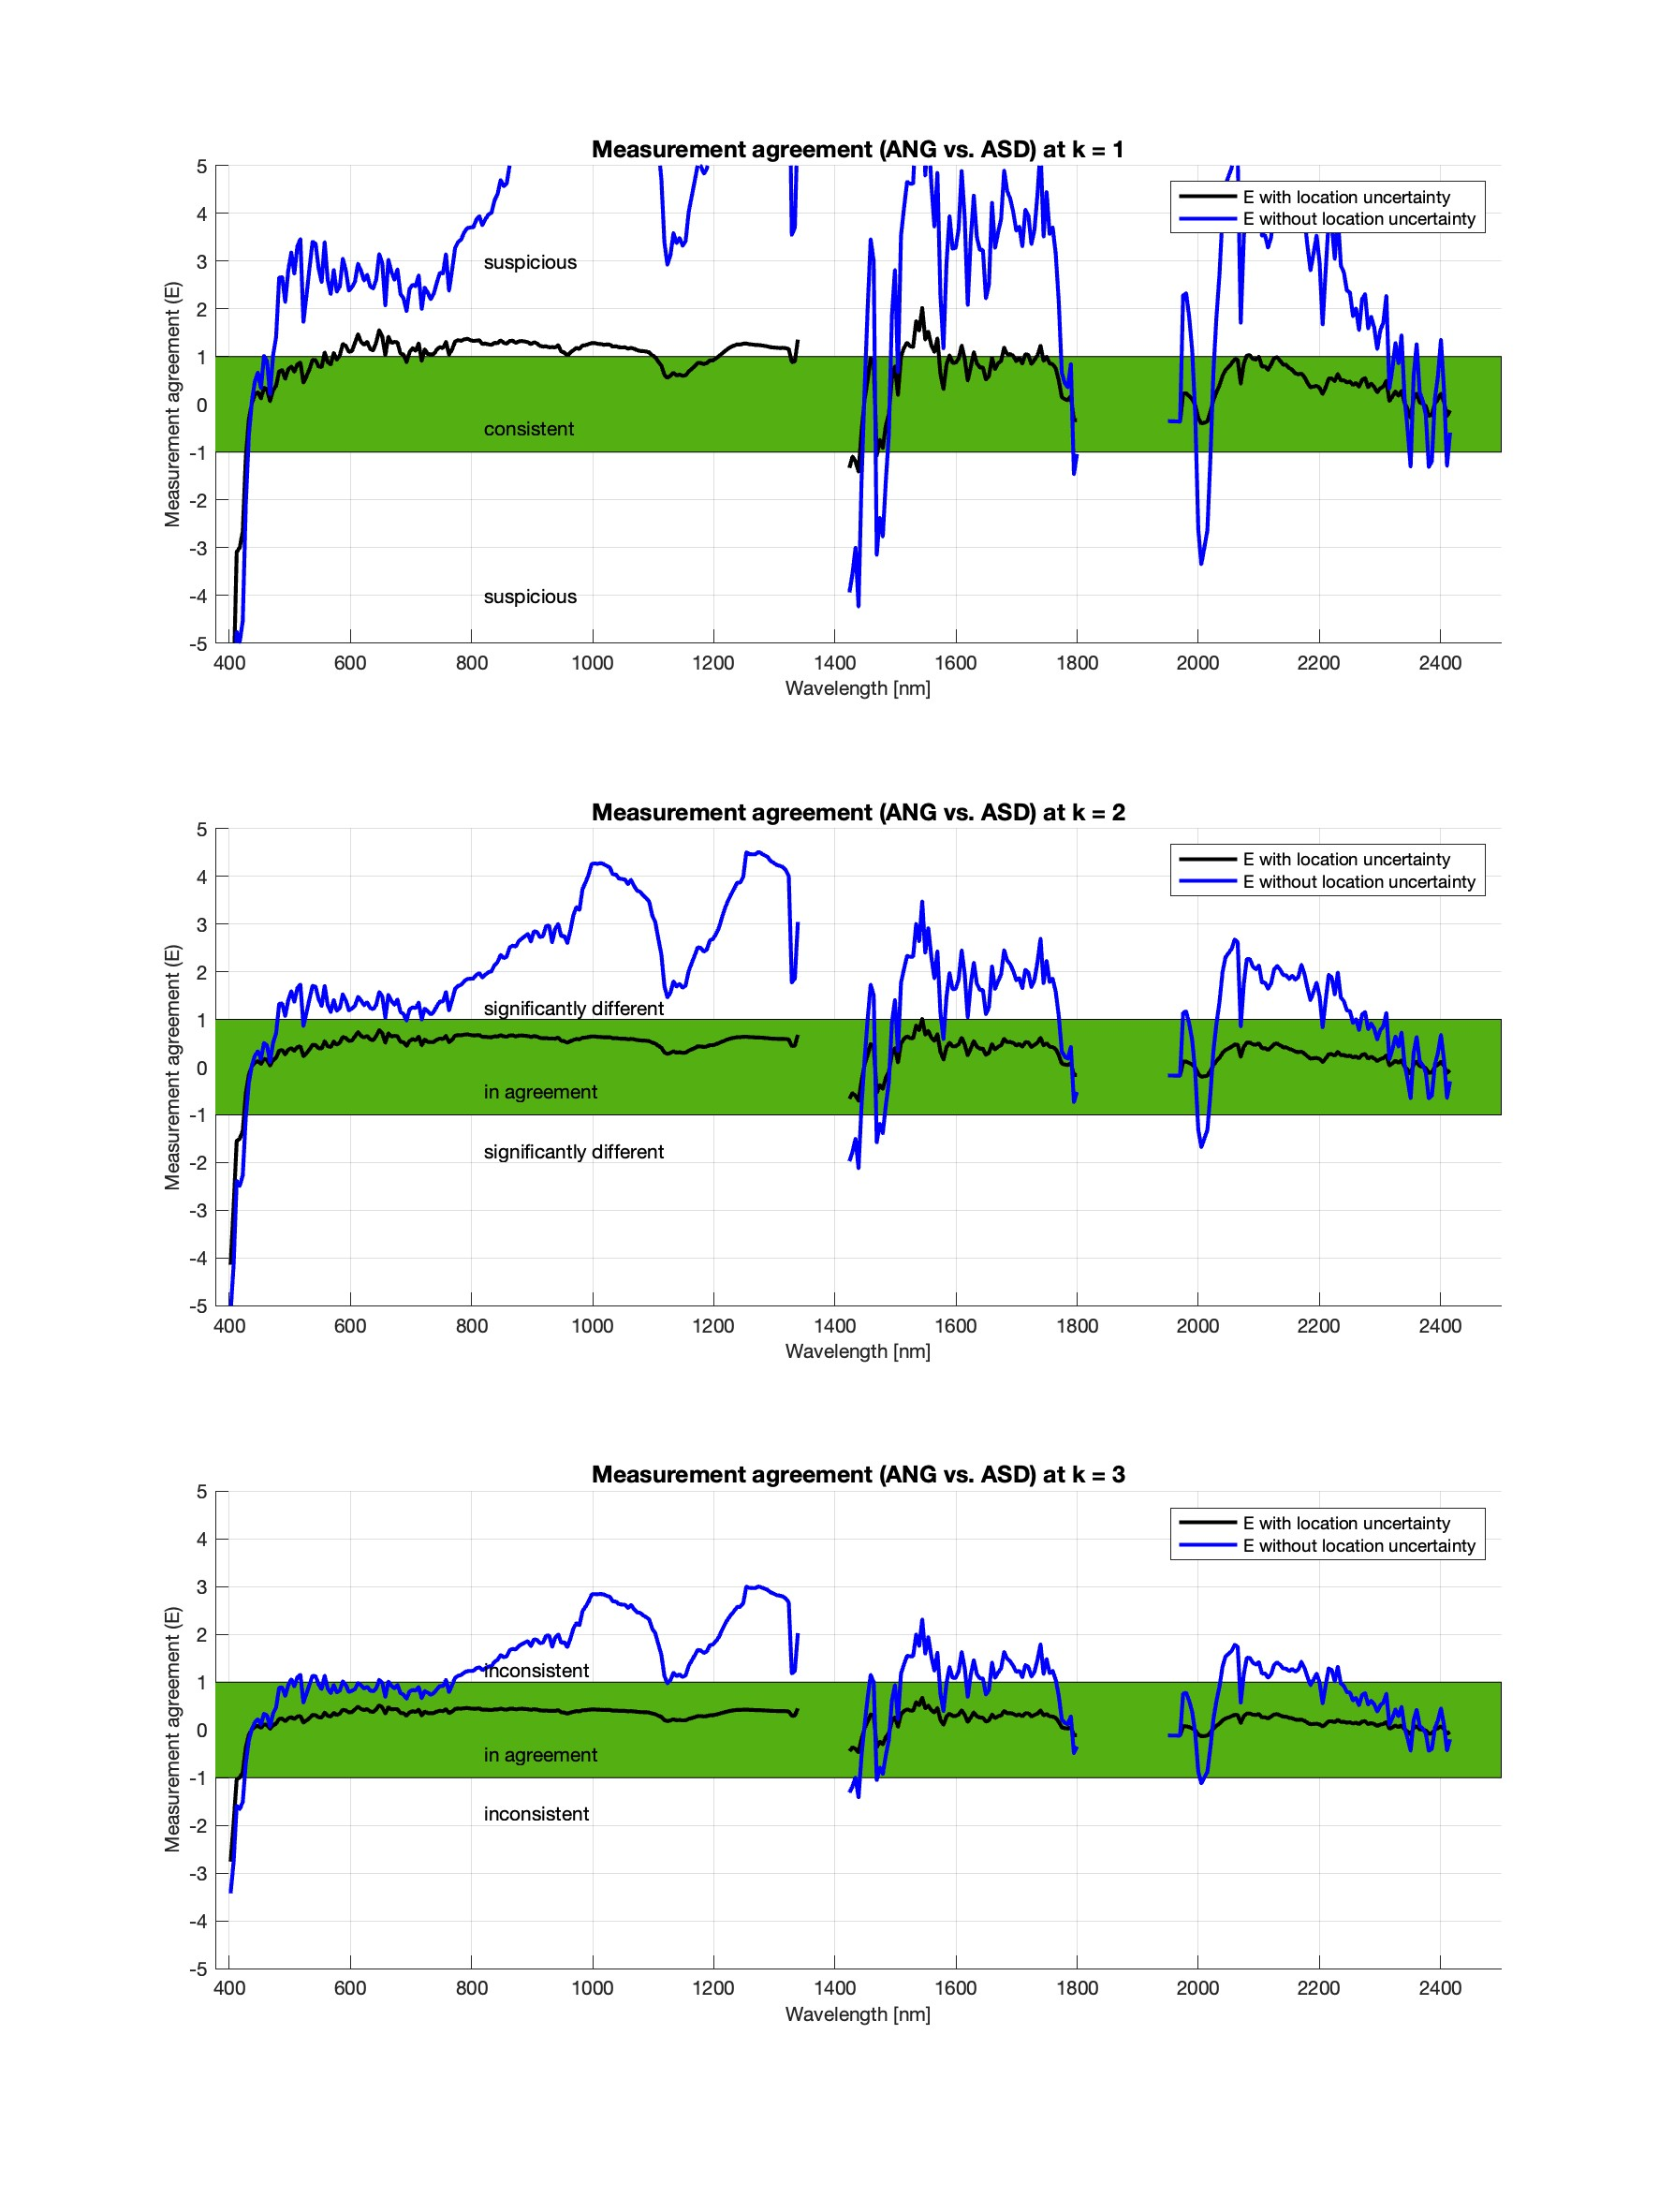 Measurement agreement (ANG vs. ASD) at k = 1
Measurement agreement (E)
5
4
3
2
1
0
-1
-2
-3
-4
-5
E with location uncertainty
E without location uncertainty
suspicious
consistent
suspicious
400 600 800 1000 1200 1400 1600 1800 2000 2200 2400
Wavelength [nm]
Measurement agreement (ANG vs. ASD) at k = 2
Measurement agreement (E)
5
4
3
2
1
0
-1
-2
-3
-4
-5
E with location uncertainty
E without location uncertainty
significantly different
in agreement
significantly different
400 600 800 1000 1200 1400 1600 1800 2000 2200 2400
Wavelength [nm]
Measurement agreement (ANG vs. ASD) at k = 3
Measurement agreement (E)
5
4
3
2
1
0
-1
-2
-3
-4
-5
E with location uncertainty
E without location uncertainty
inconsistent
in agreement
inconsistent
400 600 800 1000 1200 1400 1600 1800 2000 2200 2400
Wavelength [nm]